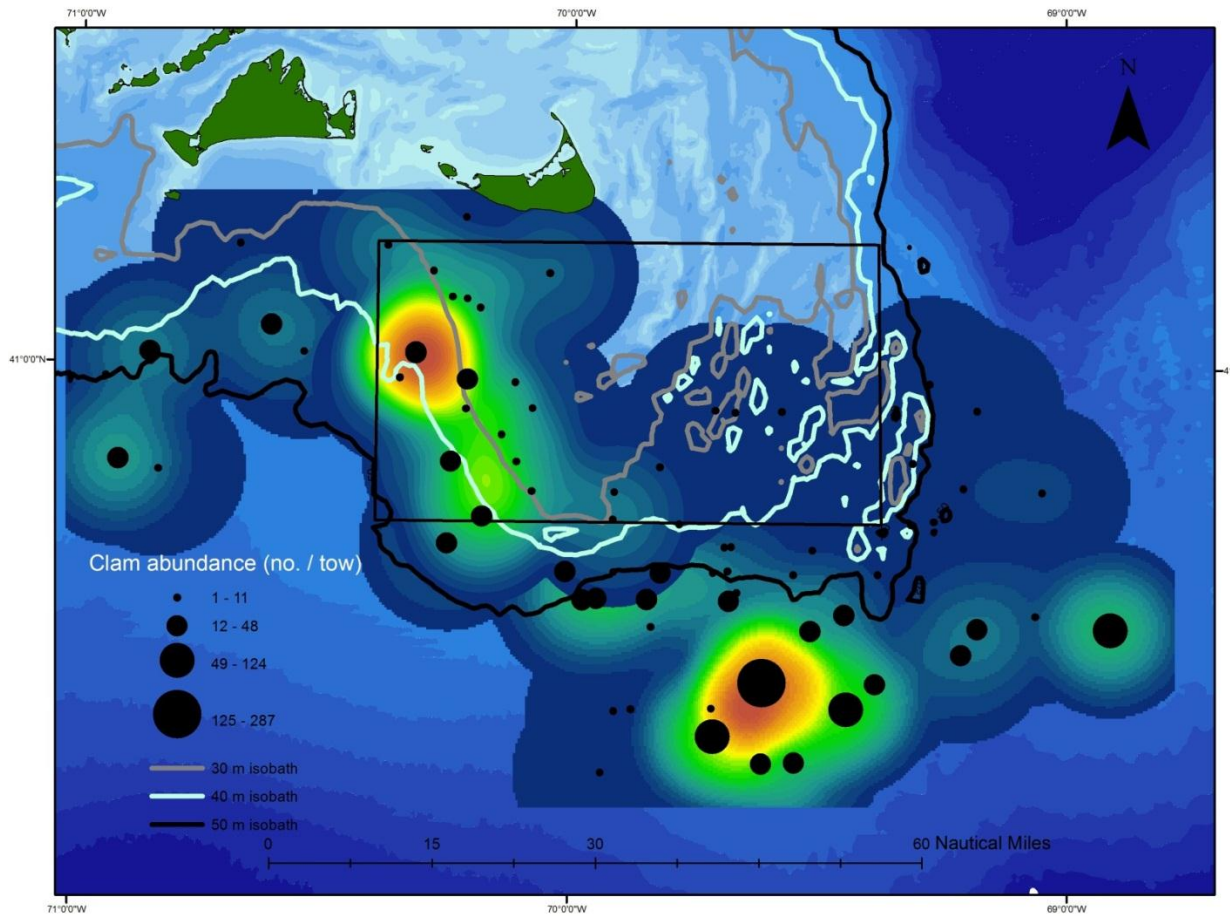 71°0'0"W 70°0'0"W 69°0'0"W
N
41°0'0"N 4
Clam abundance (no. / tow)
1 - 11
12 - 48
49 - 124
125 - 287
30 m isobath
40 m isobath
50 m isobath
0 15 30 60 Nautical Miles
71°0'0"W 70°0'0"W 69°0'0"W